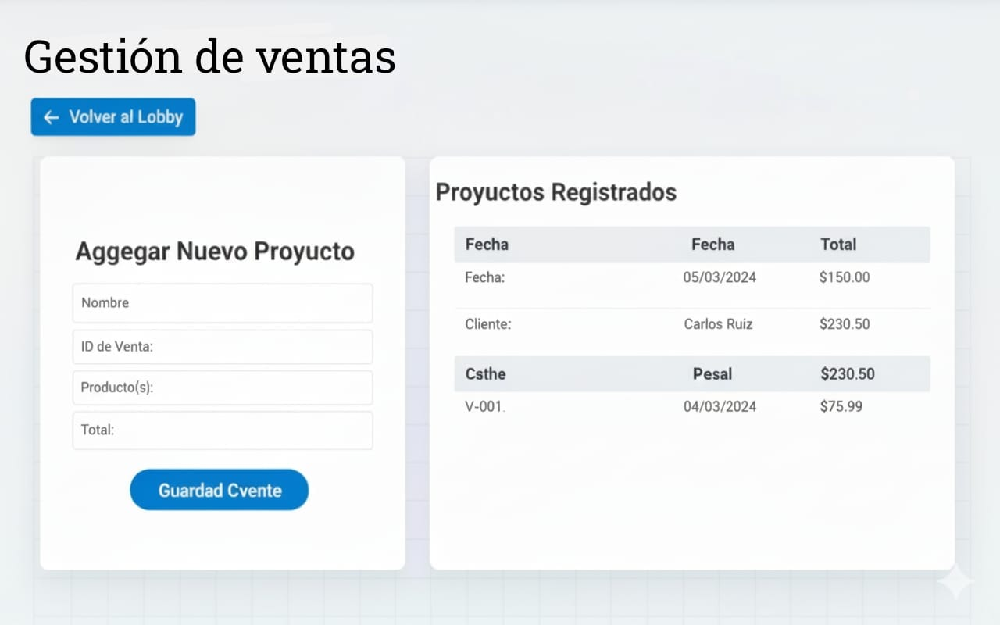 Gestión de ventas
← Volver al Lobby
Aggegar Nuevo Proyucto
Nombre
ID de Venta:
Producto(s):
Total:
Guardad Cvente
Proyuctos Registrados
Fecha Fecha Total
Fecha: 05/03/2024 $150.00
Cliente: Carlos Ruiz $230.50
Csthe Pesal $230.50
V-001. 04/03/2024 $75.99